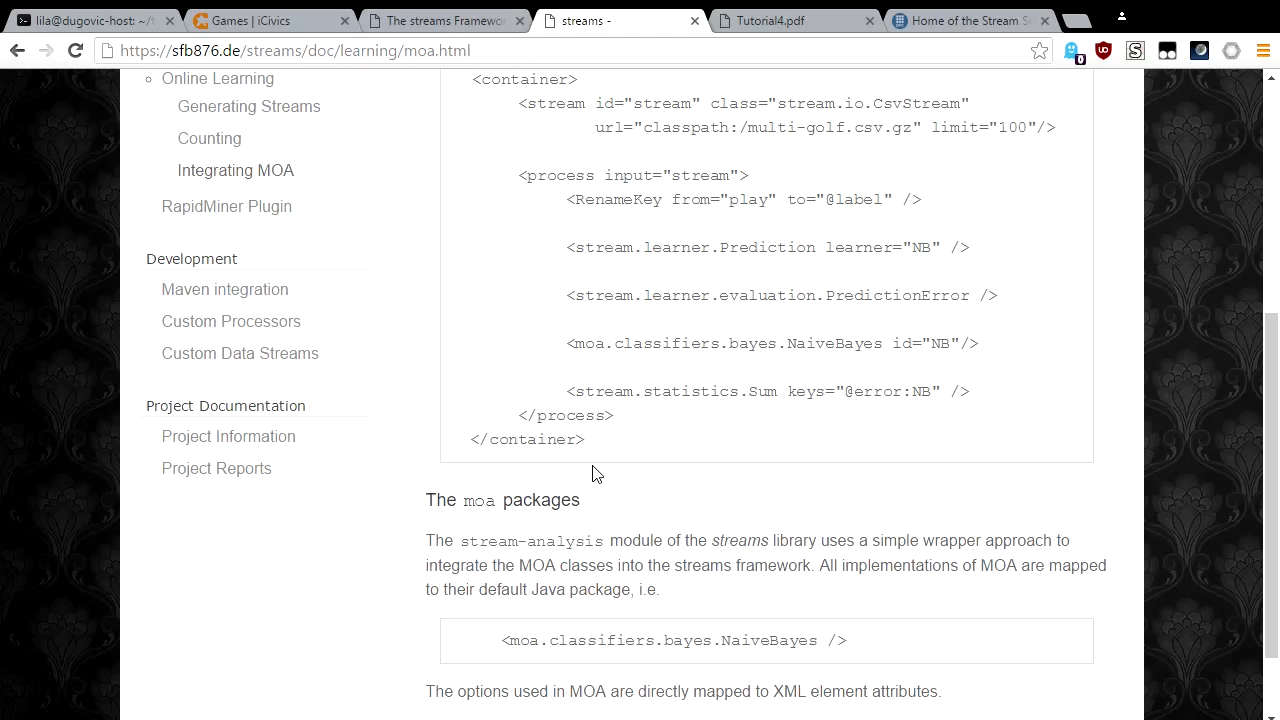 lila@dugovic-host: ~/t
Games | iCivics
The streams Framewo
streams -
Tutorial4.pdf
Home of the Stream S
https://sfb876.de/streams/doc/learning/moa.html
Online Learning
Generating Streams
Counting
Integrating MOA
RapidMiner Plugin
Development
Maven integration
Custom Processors
Custom Data Streams
Project Documentation
Project Information
Project Reports
<container>
<stream id="stream" class="stream.io.CsvStream"
url="classpath:/multi-golf.csv.gz" limit="100"/>
<process input="stream">
<RenameKey from="play" to="@label" />
<stream.learner.Prediction learner="NB" />
<stream.learner.evaluation.PredictionError />
<moa.classifiers.bayes.NaiveBayes id="NB"/>
<stream.statistics.Sum keys="@error:NB" />
</process>
</container>
The moa packages
The stream-analysis module of the streams library uses a simple wrapper approach to
integrate the MOA classes into the streams framework. All implementations of MOA are mapped
to their default Java package, i.e.
<moa.classifiers.bayes.NaiveBayes />
The options used in MOA are directly mapped to XML element attributes.